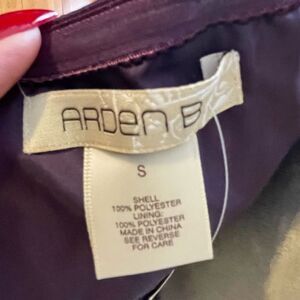 ARDEN B
S
SHELL
100% POLYESTER
LINING:
100% POLYESTER
MADE IN CHINA
SEE REVERSE
FOR CARE